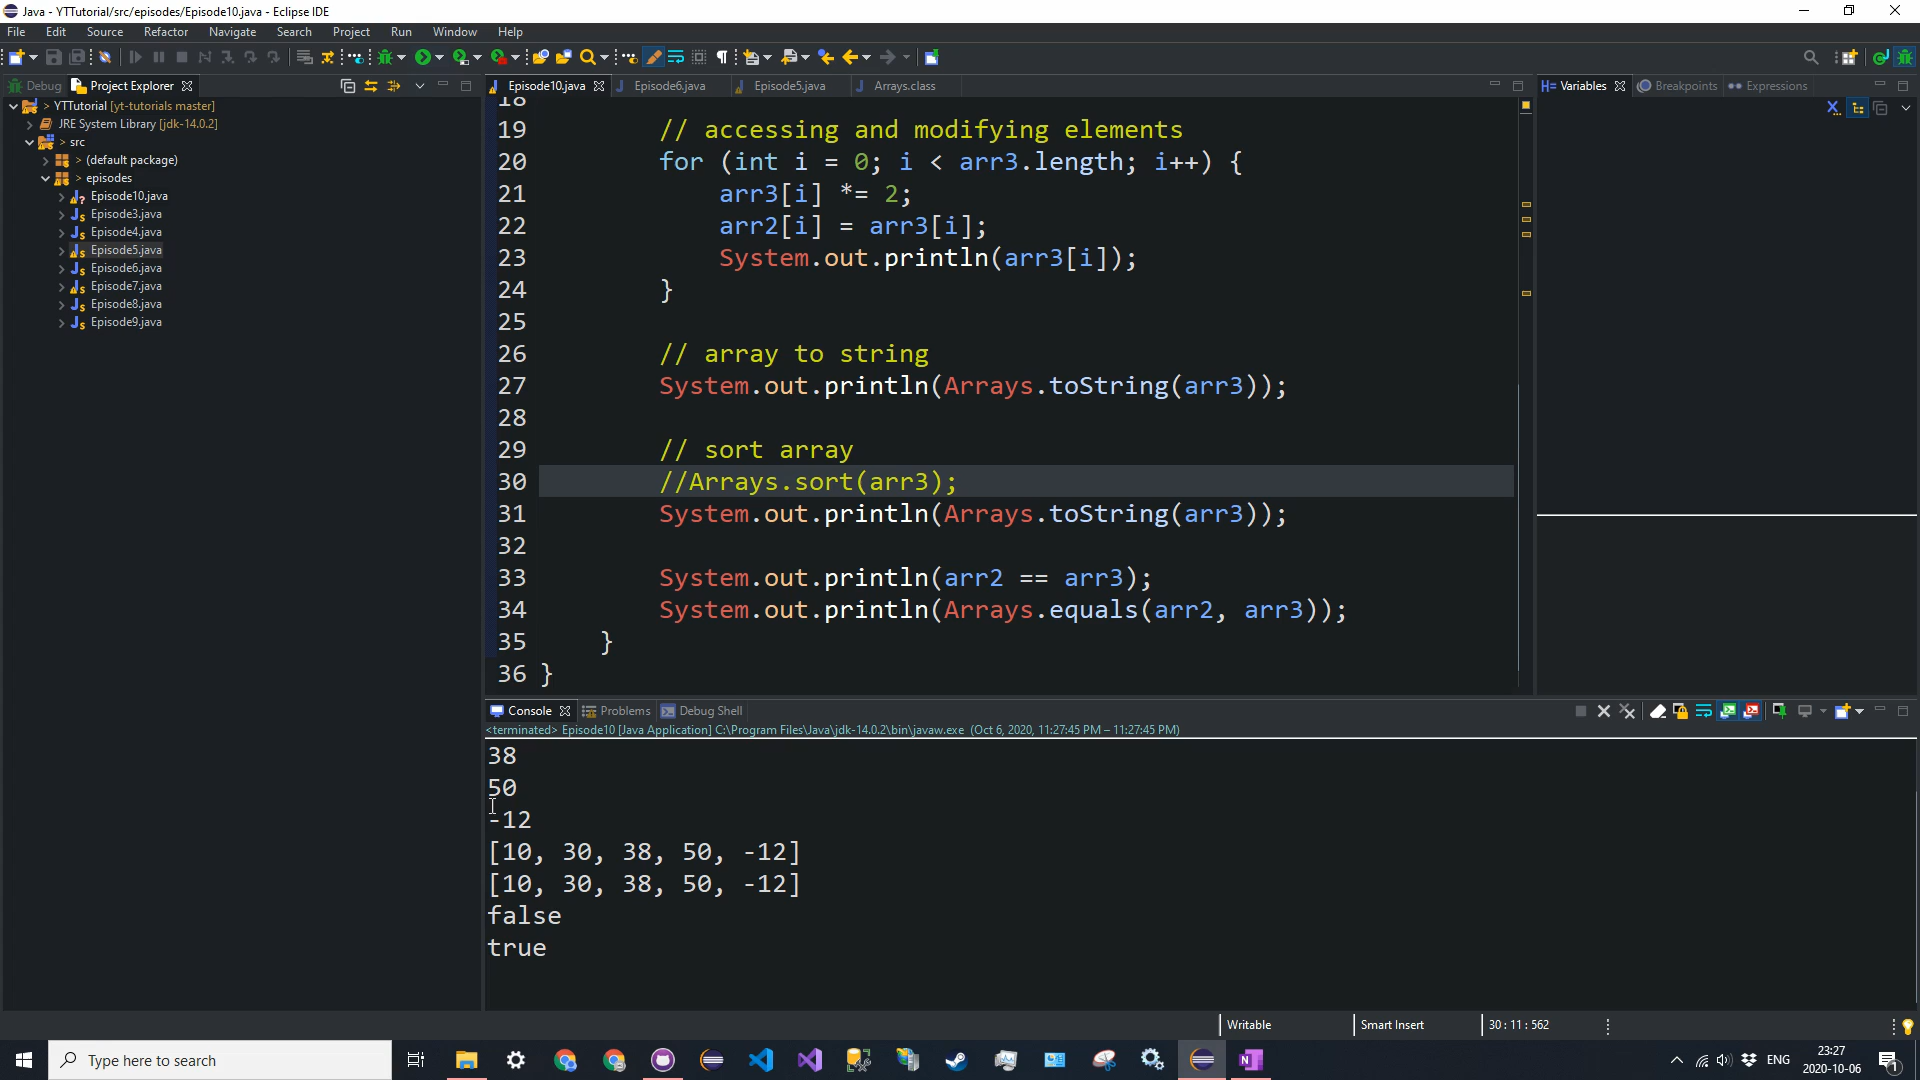 Java - YTTutorial/src/episodes/Episode10.java - Eclipse IDE
File Edit Source Refactor Navigate Search Project Run Window Help
Debug Project Explorer
Episode10.java Episode6.java Episode5.java Arrays.class
Variables Breakpoints Expressions
> YTTutorial [yt-tutorials master]
JRE System Library [jdk-14.0.2]
> src
> (default package)
> episodes
Episode10.java
Episode3.java
Episode4.java
Episode5.java
Episode6.java
Episode7.java
Episode8.java
Episode9.java
18
19 // accessing and modifying elements
20 for (int i = 0; i < arr3.length; i++) {
21 arr3[i] *= 2;
22 arr2[i] = arr3[i];
23 System.out.println(arr3[i]);
24 }
25
26 // array to string
27 System.out.println(Arrays.toString(arr3));
28
29 // sort array
30 //Arrays.sort(arr3);
31 System.out.println(Arrays.toString(arr3));
32
33 System.out.println(arr2 == arr3);
34 System.out.println(Arrays.equals(arr2, arr3));
35 }
36 }
Console Problems Debug Shell
<terminated> Episode10 [Java Application] C:\Program Files\Java\jdk-14.0.2\bin\javaw.exe (Oct 6, 2020, 11:27:45 PM – 11:27:45 PM)
38
50
-12
[10, 30, 38, 50, -12]
[10, 30, 38, 50, -12]
false
true
Writable Smart Insert 30 : 11 : 562
Type here to search
ENG
23:27
2020-10-06
1